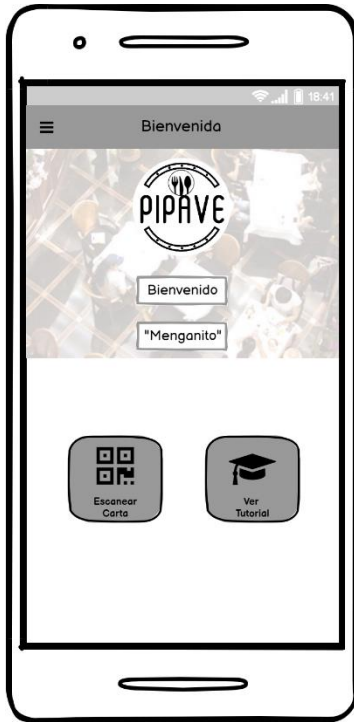 18:41
Bienvenida
PIPAVE
Bienvenido
"Menganito"
Escanear
Carta
Ver
Tutorial